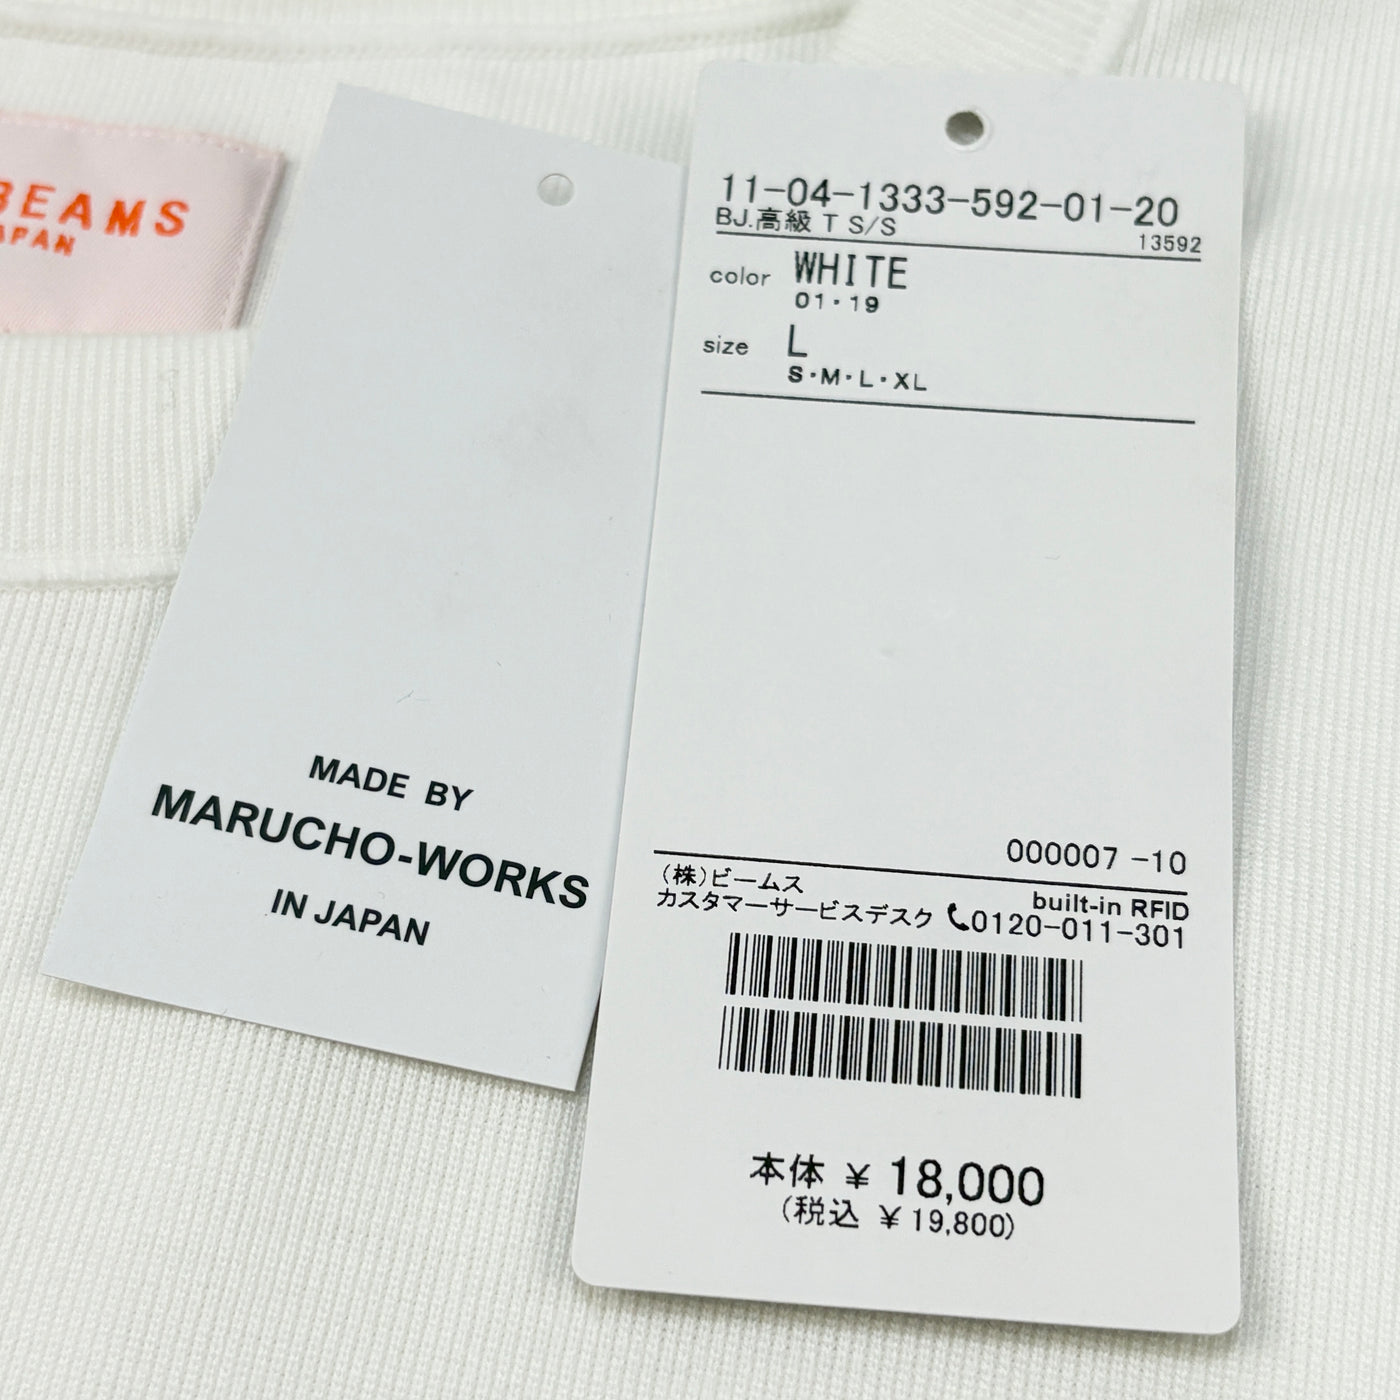 BEAMS
JAPAN
MADE BY
MARUCHO-WORKS
IN JAPAN
11-04-1333-592-01-20
BJ.高級 T S/S
13592
color WHITE
01・19
size L
S・M・L・XL
000007 -10
(株)ビームス
built-in RFID
カスタマーサービスデスク 0120-011-301
本体 ¥ 18,000
(税込 ¥ 19,800)